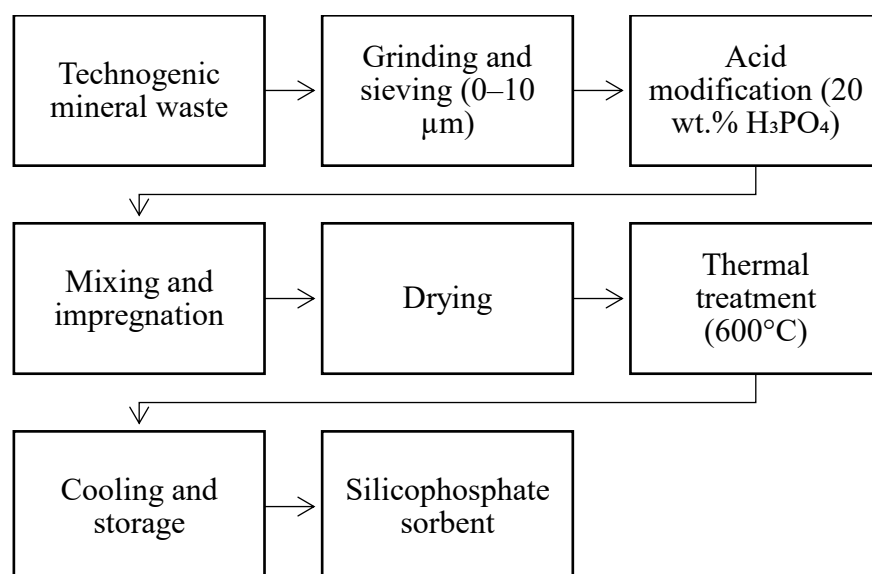 Technogenic
mineral waste
Grinding and
sieving (0–10
µm)
Acid
modification (20
wt.% H₃PO₄)
Mixing and
impregnation
Drying
Thermal
treatment
(600°C)
Cooling and
storage
Silicophosphate
sorbent